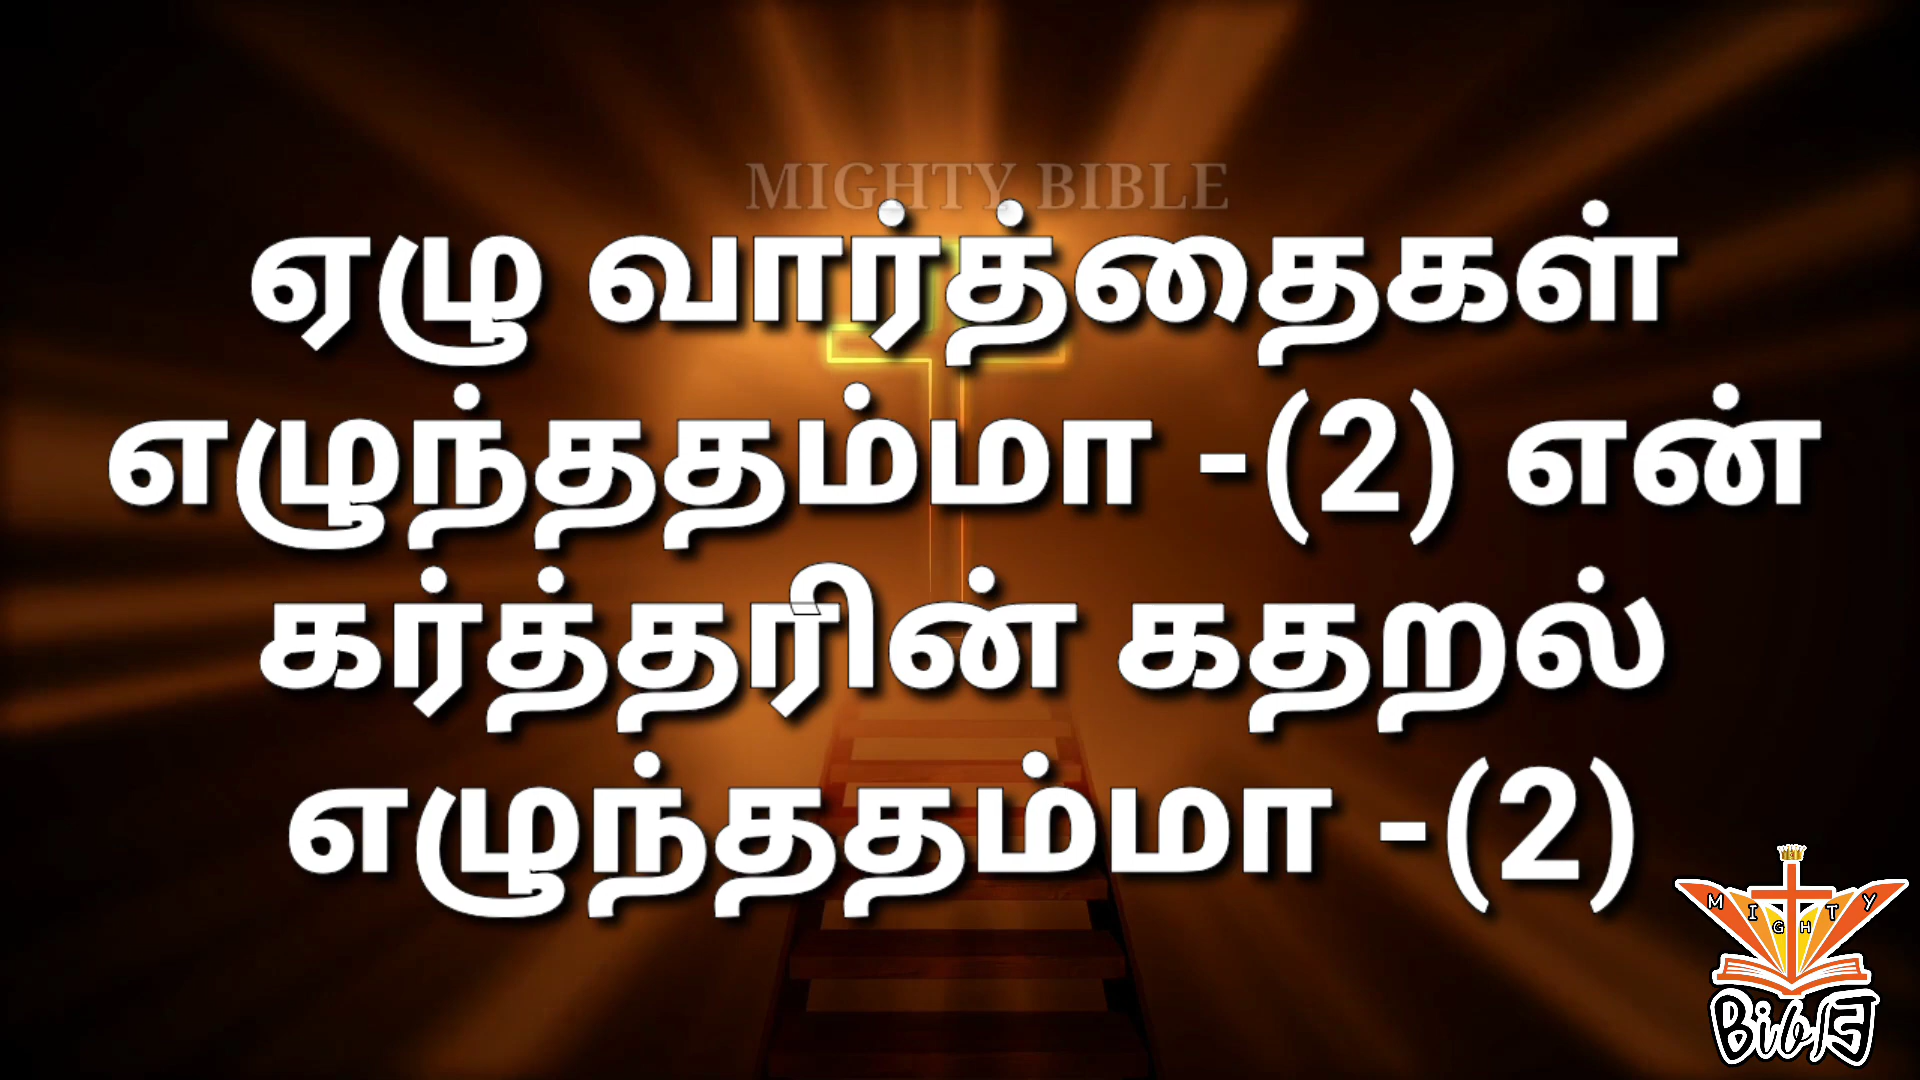 MIGHTY BIBLE
ஏழு வார்த்தைகள்
எழுந்ததம்மா -(2) என்
கர்த்தரின் கதறல்
எழுந்ததம்மா -(2)
MIGHTY
Bible